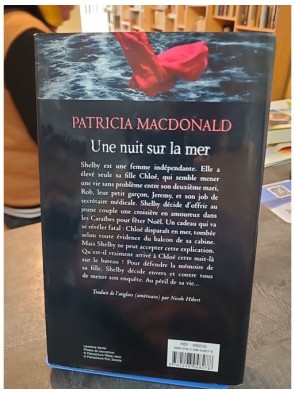 PATRICIA MACDONALD
Une nuit sur la mer
Shelby est une femme indépendante. Elle a
élevé seule sa fille Chloé, qui semble mener
une vie sans problème entre son deuxième mari,
Rob, leur petit garçon, Jeremy, et son job de
secrétaire médicale. Shelby décide d'offrir au
jeune couple une croisière en amoureux dans
les Caraïbes pour fêter Noël. Un cadeau qui va
se révéler fatal : Chloé disparaît en mer, tombée
selon toute évidence du balcon de sa cabine.
Mais Shelby ne peut accepter cette explication.
Qu'est-il vraiment arrivé à Chloé cette nuit-là
sur le bateau ? Pour défendre la mémoire de
sa fille, Shelby décide envers et contre tous
de mener son enquête. Au péril de sa vie…
Traduit de l'anglais (américain) par Nicole Hibert